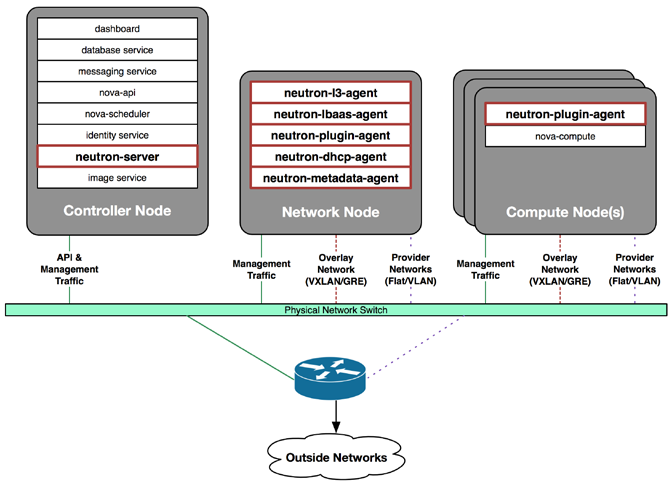 dashboard
database service
messaging service
nova-api
nova-scheduler
identity service
neutron-server
image service
Controller Node
neutron-l3-agent
neutron-lbaas-agent
neutron-plugin-agent
neutron-dhcp-agent
neutron-metadata-agent
Network Node
neutron-plugin-agent
nova-compute
Compute Node(s)
API &
Management
Traffic
Management
Traffic
Overlay
Network
(VXLAN/GRE)
Provider
Networks
(Flat/VLAN)
Management
Traffic
Overlay
Network
(VXLAN/GRE)
Provider
Networks
(Flat/VLAN)
Physical Network Switch
Outside Networks